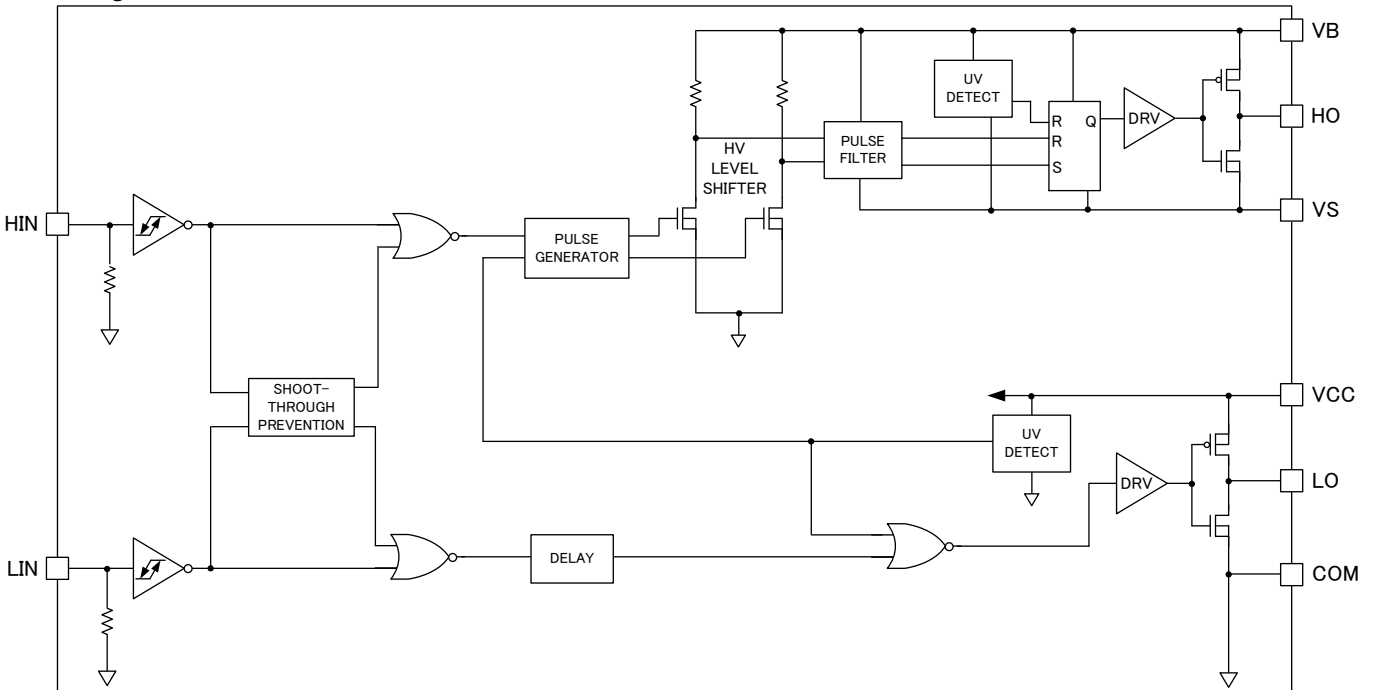 VB
UV
DETECT
HO
R
Q
DRV
R
PULSE
FILTER
S
HV
LEVEL
SHIFTER
HIN
VS
PULSE
GENERATOR
SHOOT-
THROUGH
PREVENTION
VCC
UV
DETECT
DRV
LO
LIN
DELAY
COM